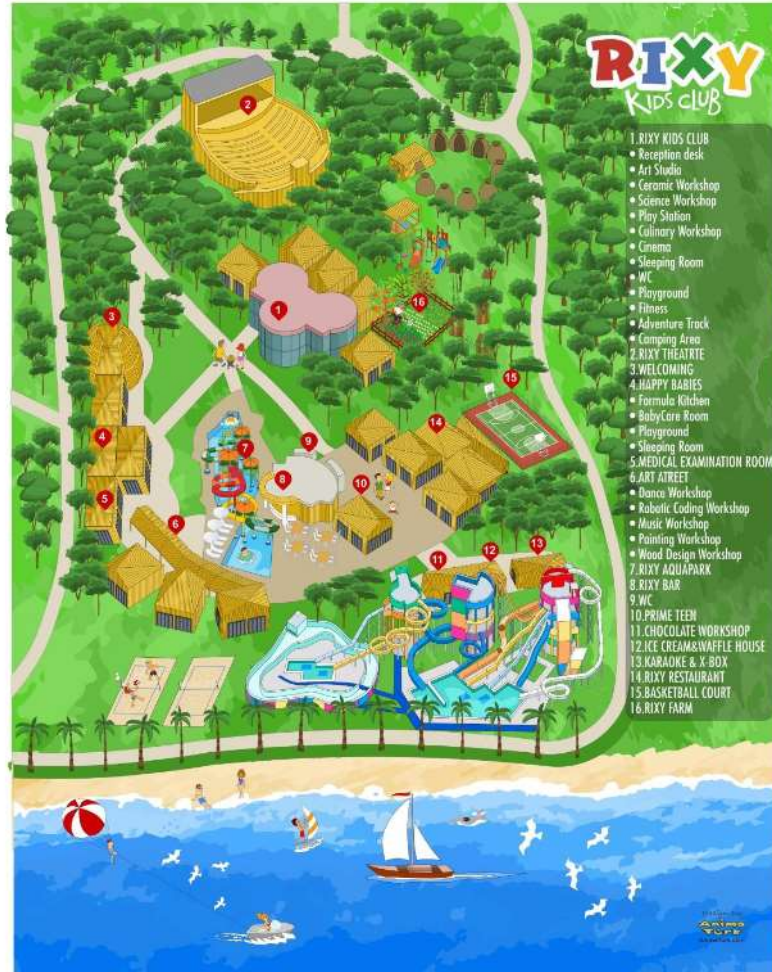 RIXY
KIDS CLUB
1.RIXY KIDS CLUB
• Reception desk
• Art Studio
• Ceramic Workshop
• Science Workshop
• Play Station
• Culinary Workshop
• Cinema
• Sleeping Room
• WC
• Playground
• Fitness
• Adventure Track
• Camping Area
2.RIXY THEATRTE
3.WELCOMING
4.HAPPY BABIES
• Formula Kitchen
• BabyCare Room
• Playground
• Sleeping Room
5.MEDICAL EXAMINATION ROOM
6.ART ATREET
• Dance Workshop
• Robotic Coding Workshop
• Music Workshop
• Painting Workshop
• Wood Design Workshop
7.RIXY AQUAPARK
8.RIXY BAR
9.WC
10.PRIME TEEN
11.CHOCOLATE WORKSHOP
12.ICE CREAM&WAFFLE HOUSE
13.KARAOKE & X-BOX
14.RIXY RESTAURANT
15.BASKETBALL COURT
16.RIXY FARM
2
16
1
3
15
14
4
9
7
8
10
5
6
11
12
13